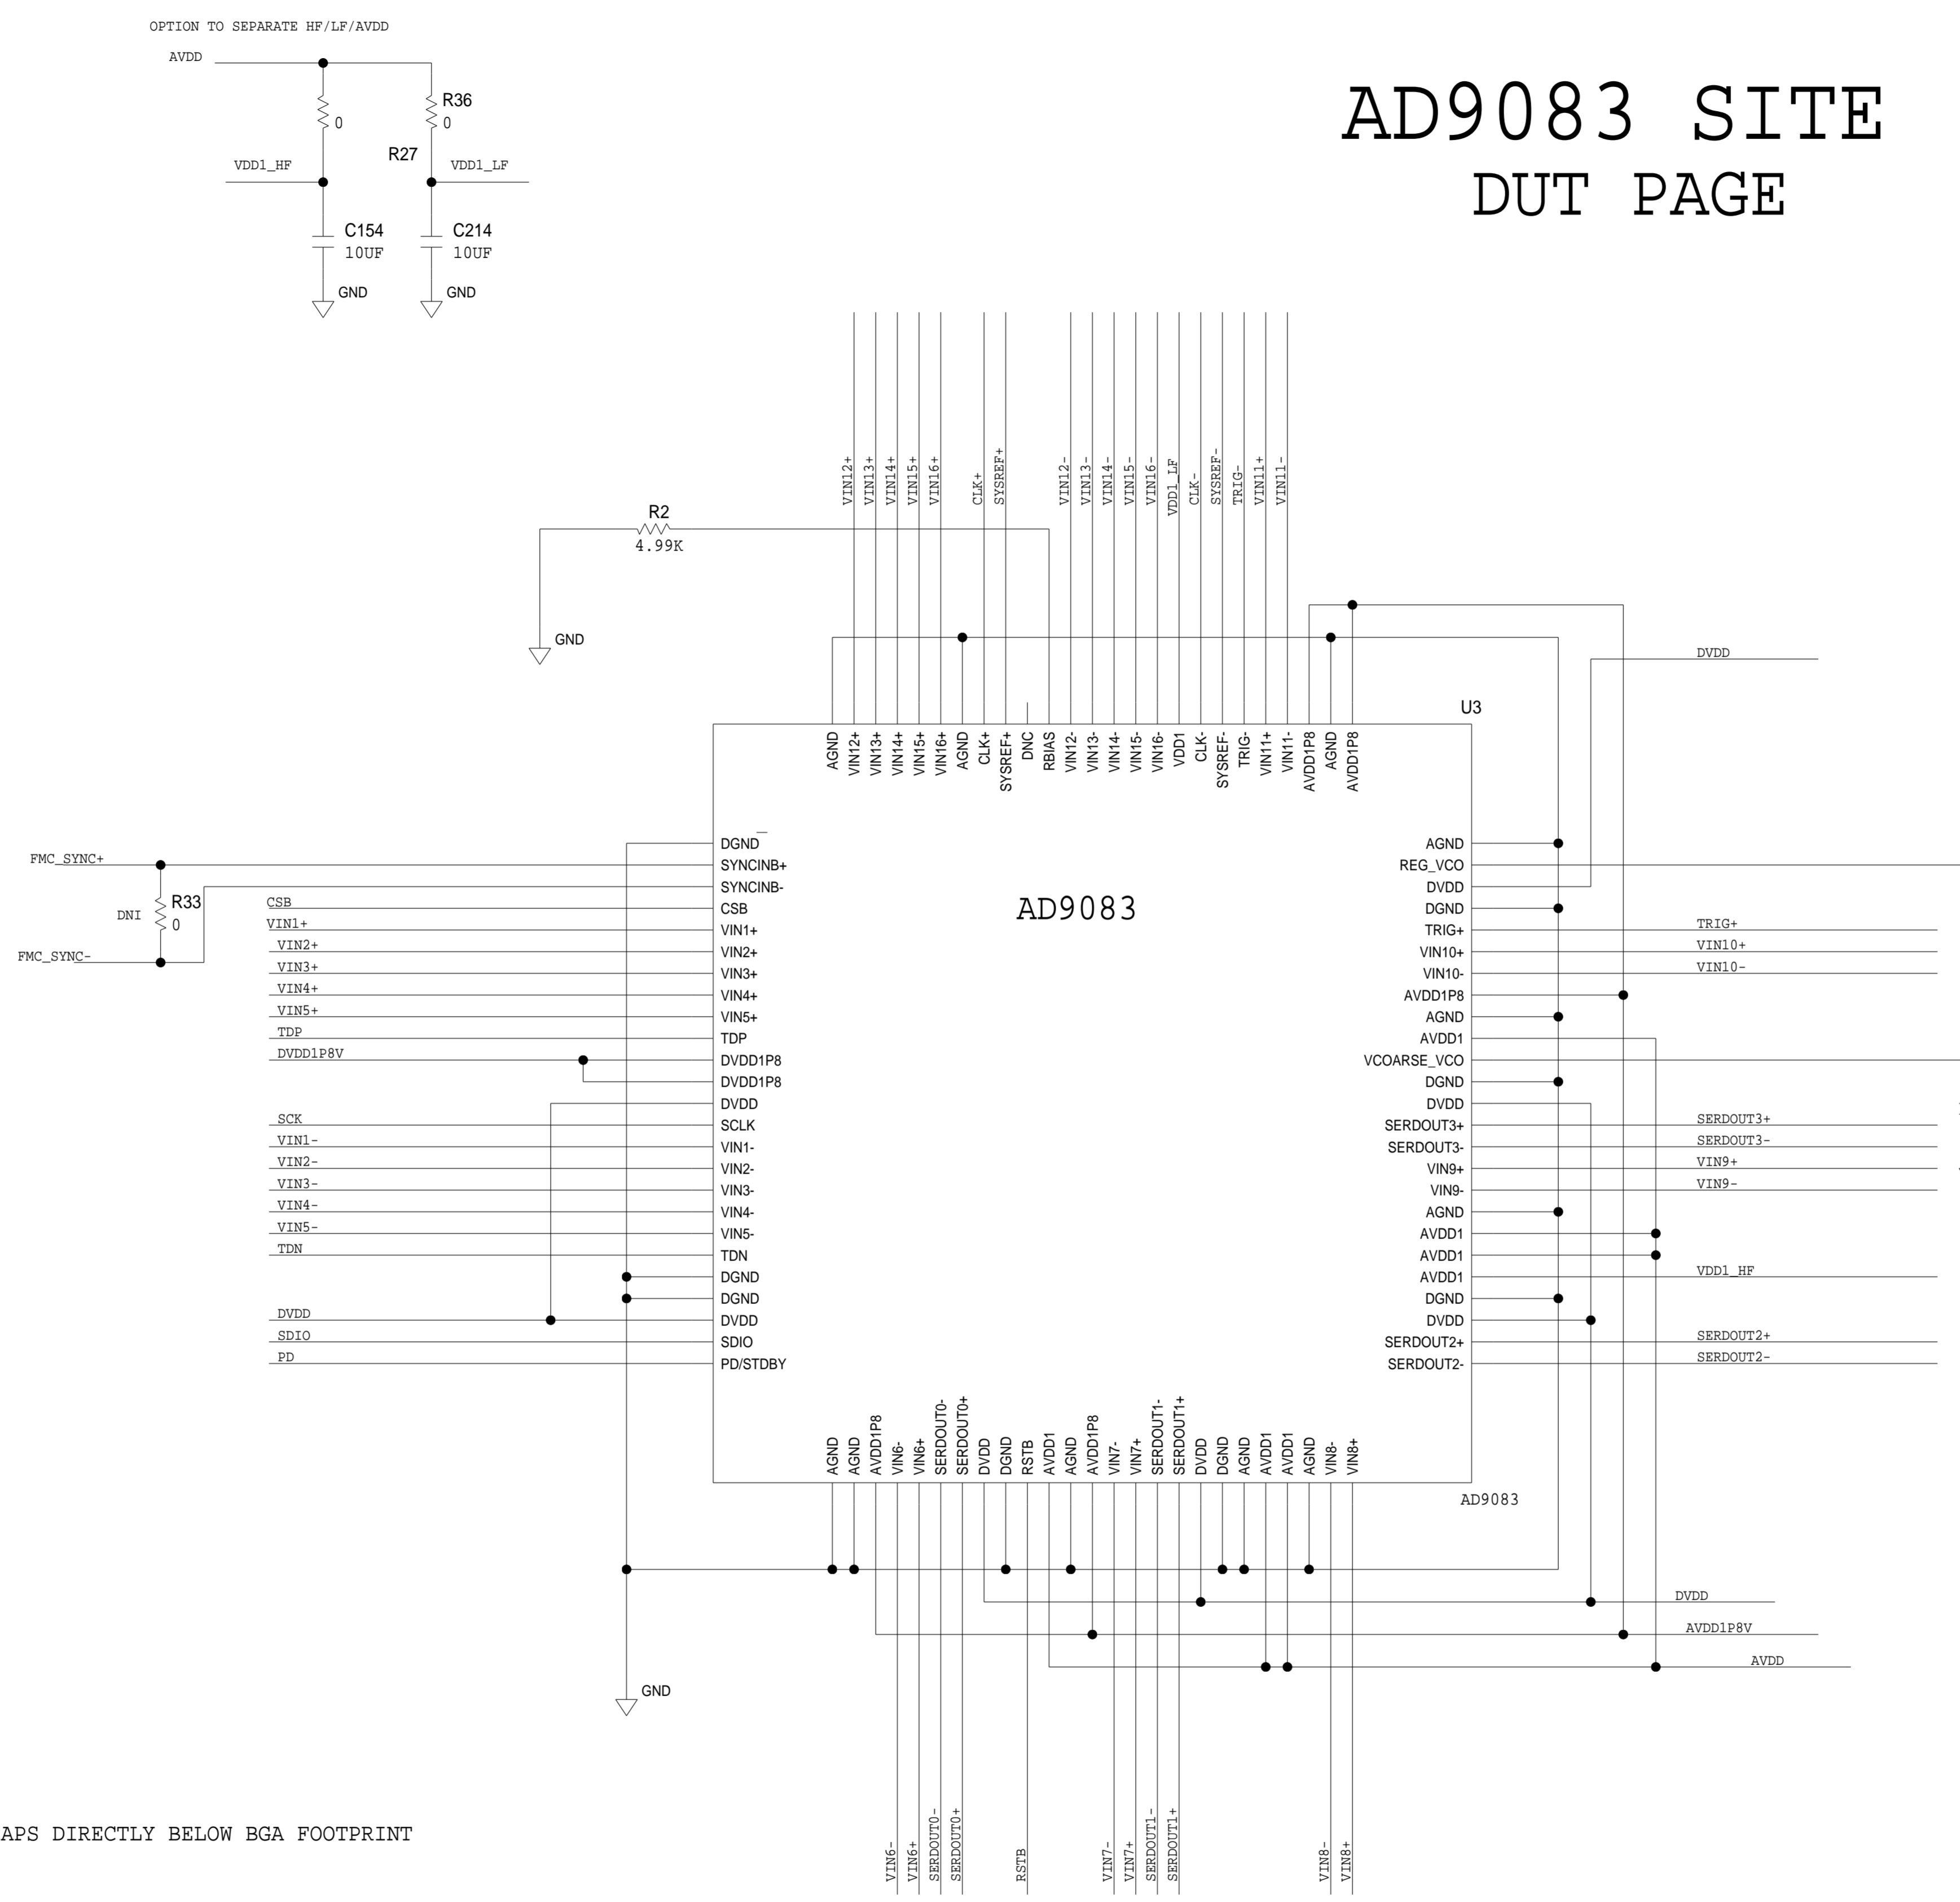 OPTION TO SEPARATE HF/LF/AVDD
AVDD
R36
0
0
R27
VDD1_HF
VDD1_LF
C154
10UF
C214
10UF
GND
GND
AD9083 SITE
DUT PAGE
VIN12+
VIN13+
VIN14+
VIN15+
VIN16+
CLK+
SYSREF+
VIN12-
VIN13-
VIN14-
VIN15-
VIN16-
VDD1_LF
CLK-
SYSREF-
TRIG-
VIN11+
VIN11-
R2
4.99K
GND
DVDD
U3
AGND
VIN12+
VIN13+
VIN14+
VIN15+
VIN16+
AGND
CLK+
SYSREF+
DNC
RBIAS
VIN12-
VIN13-
VIN14-
VIN15-
VIN16-
VDD1
CLK-
SYSREF-
TRIG-
VIN11+
VIN11-
AVDD1P8
AGND
AVDD1P8
FMC_SYNC+
R33
0
DNI
FMC_SYNC-
CSB
VIN1+
VIN2+
VIN3+
VIN4+
VIN5+
TDP
DVDD1P8V
SCK
VIN1-
VIN2-
VIN3-
VIN4-
VIN5-
TDN
DVDD
SDIO
PD
DGND
SYNCINB+
SYNCINB-
CSB
VIN1+
VIN2+
VIN3+
VIN4+
VIN5+
TDP
DVDD1P8
DVDD1P8
DVDD
SCLK
VIN1-
VIN2-
VIN3-
VIN4-
VIN5-
TDN
DGND
DGND
DVDD
SDIO
PD/STDBY
AD9083
AGND
REG_VCO
DVDD
DGND
TRIG+
VIN10+
VIN10-
AVDD1P8
AGND
AVDD1
VCOARSE_VCO
DGND
DVDD
SERDOUT3+
SERDOUT3-
VIN9+
VIN9-
AGND
AVDD1
AVDD1
AVDD1
DGND
DVDD
SERDOUT2+
SERDOUT2-
TRIG+
VIN10+
VIN10-
SERDOUT3+
SERDOUT3-
VIN9+
VIN9-
VDD1_HF
SERDOUT2+
SERDOUT2-
AGND
AGND
AVDD1P8
VIN6-
VIN6+
SERDOUT0-
SERDOUT0+
DVDD
DGND
RSTB
AVDD1
AGND
AVDD1P8
VIN7-
VIN7+
SERDOUT1-
SERDOUT1+
DVDD
DGND
AGND
AVDD1
AVDD1
AGND
VIN8-
VIN8+
AD9083
DVDD
AVDD1P8V
AVDD
GND
APS DIRECTLY BELOW BGA FOOTPRINT
VIN6-
VIN6+
SERDOUT0-
SERDOUT0+
RSTB
VIN7-
VIN7+
SERDOUT1-
SERDOUT1+
VIN8-
VIN8+